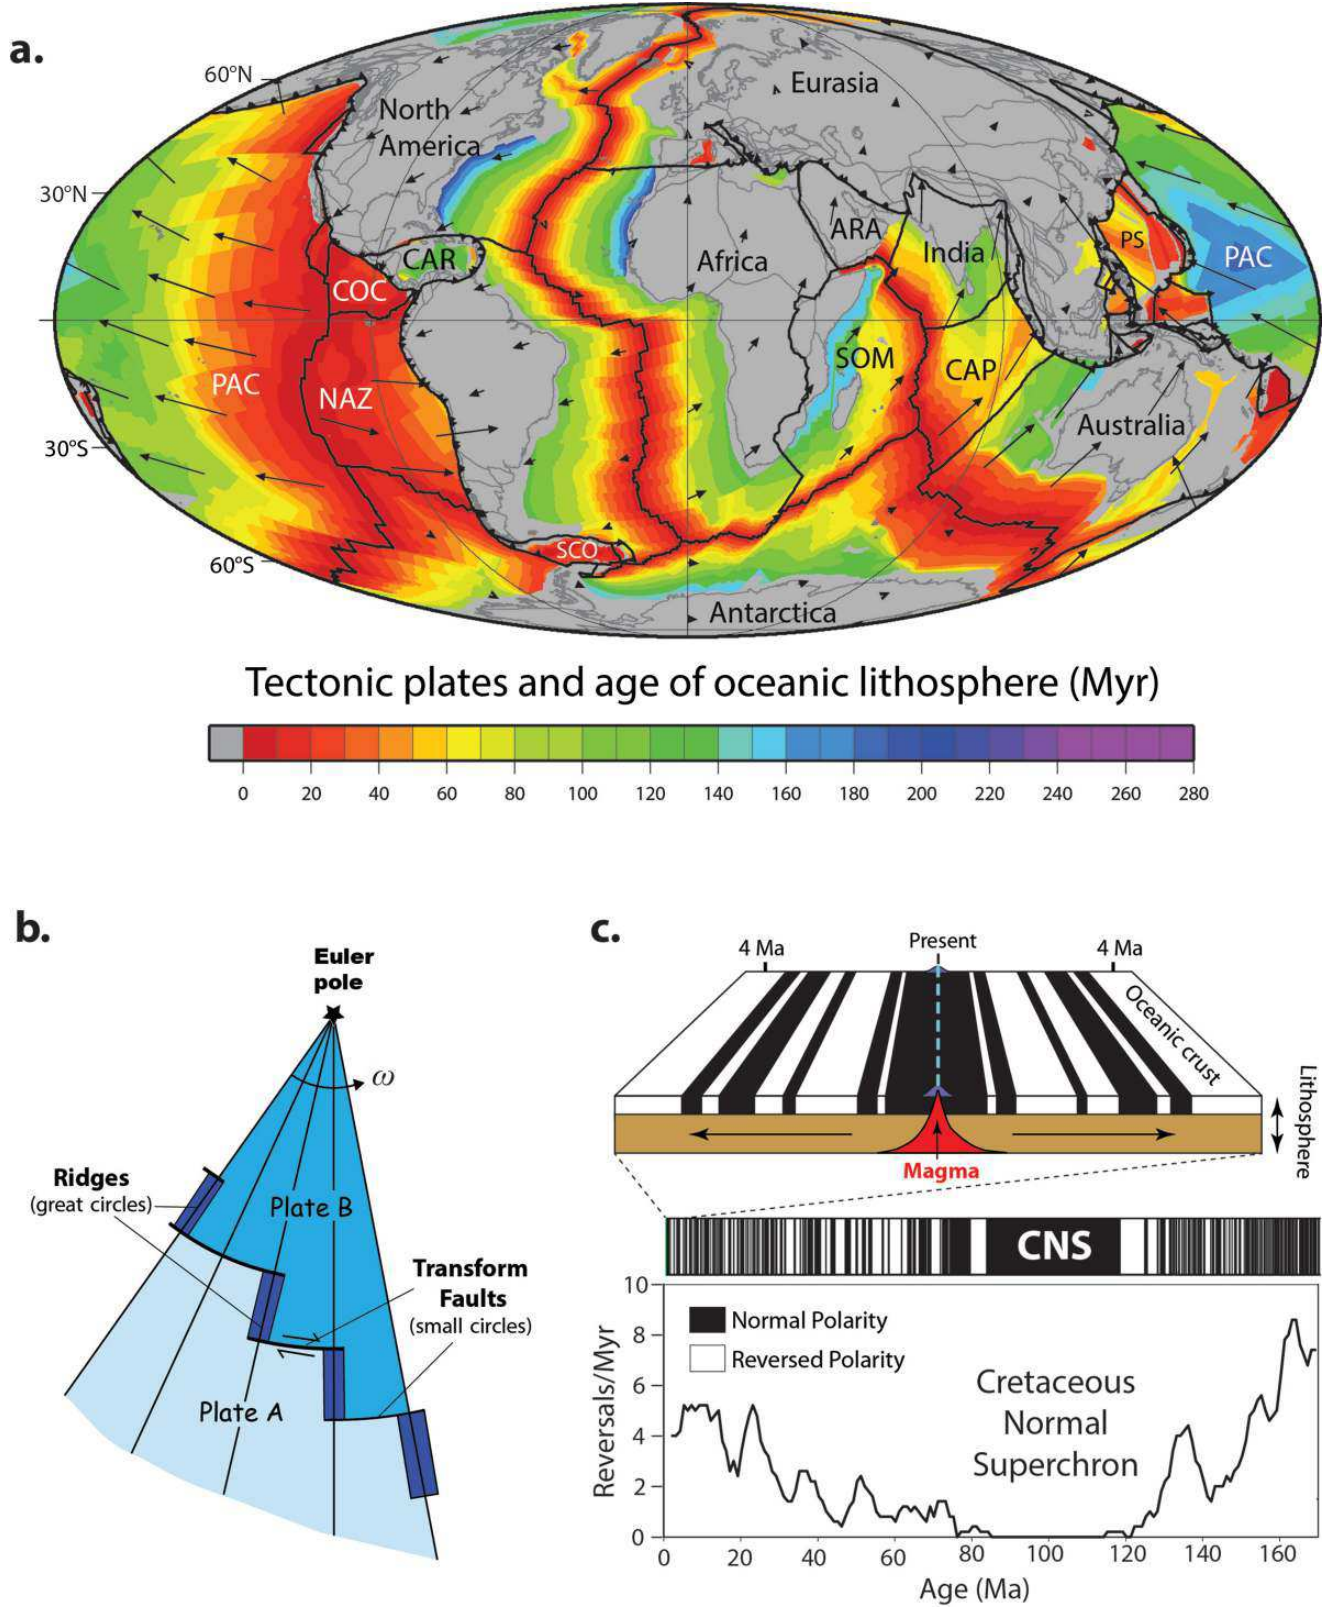 a.
60°N
30°N
30°S
60°S
North
America
Eurasia
CAR
COC
PAC
NAZ
SCO
Africa
ARA
India
SOM
CAP
PS
PAC
Australia
Antarctica
Tectonic plates and age of oceanic lithosphere (Myr)
0 20 40 60 80 100 120 140 160 180 200 220 240 260 280
b.
Euler
pole
ω
Ridges
(great circles)
Plate B
Transform
Faults
(small circles)
Plate A
c.
4 Ma
Present
4 Ma
Oceanic crust
Lithosphere
Magma
CNS
Normal Polarity
Reversed Polarity
Cretaceous
Normal
Superchron
Reversals/Myr
10
8
6
4
2
0
0 20 40 60 80 100 120 140 160
Age (Ma)